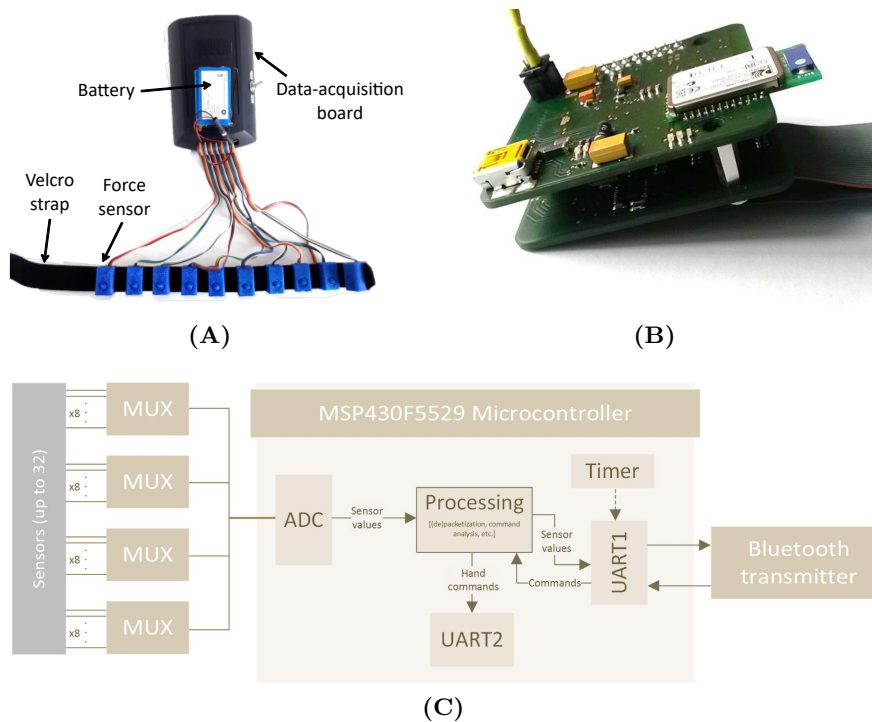 Battery
Data-acquisition
board
Velcro
strap
Force
sensor
(A)
(B)
Sensors (up to 32)
x8
MUX
x8
MUX
x8
MUX
x8
MUX
MSP430F5529 Microcontroller
ADC
Sensor
values
Processing
[(de)packetization, command
analysis, etc.]
Timer
Sensor
values
UART1
Commands
Hand
commands
UART2
Bluetooth
transmitter
(C)